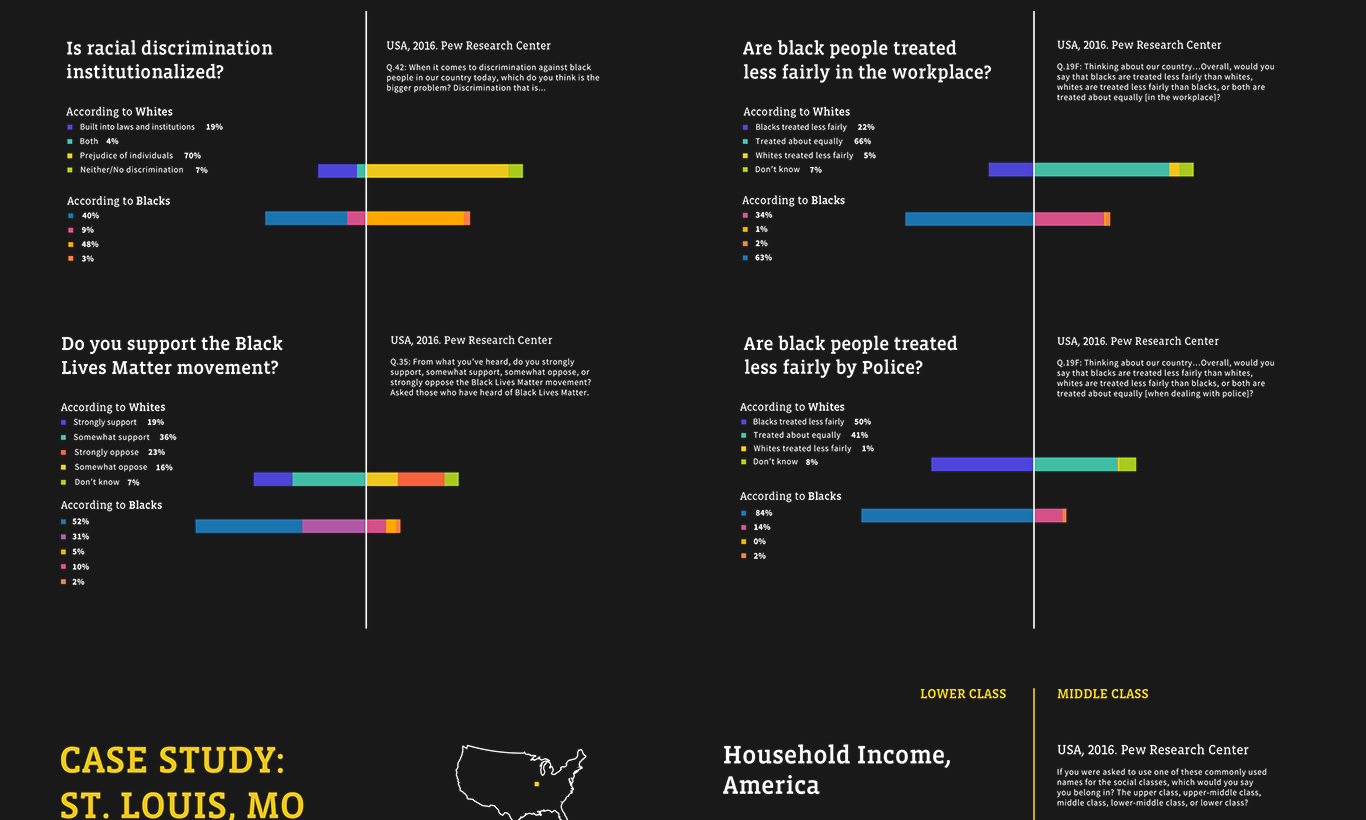 Is racial discrimination
institutionalized?
USA, 2016. Pew Research Center
Q.42: When it comes to discrimination against black
people in our country today, which do you think is the
bigger problem? Discrimination that is...
According to Whites
Built into laws and institutions 19%
Both 4%
Prejudice of individuals 70%
Neither/No discrimination 7%
According to Blacks
40%
9%
48%
3%
Are black people treated
less fairly in the workplace?
USA, 2016. Pew Research Center
Q.19F: Thinking about our country...Overall, would you
say that blacks are treated less fairly than whites,
whites are treated less fairly than blacks, or both are
treated about equally [in the workplace]?
According to Whites
Blacks treated less fairly 22%
Treated about equally 66%
Whites treated less fairly 5%
Don't know 7%
According to Blacks
34%
1%
2%
63%
Do you support the Black
Lives Matter movement?
USA, 2016. Pew Research Center
Q.35: From what you've heard, do you strongly
support, somewhat support, somewhat oppose, or
strongly oppose the Black Lives Matter movement?
Asked those who have heard of Black Lives Matter.
According to Whites
Strongly support 19%
Somewhat support 36%
Strongly oppose 23%
Somewhat oppose 16%
Don't know 7%
According to Blacks
52%
31%
5%
10%
2%
Are black people treated
less fairly by Police?
USA, 2016. Pew Research Center
Q.19F: Thinking about our country...Overall, would you
say that blacks are treated less fairly than whites,
whites are treated less fairly than blacks, or both are
treated about equally [when dealing with police]?
According to Whites
Blacks treated less fairly 50%
Treated about equally 41%
Whites treated less fairly 1%
Don't know 8%
According to Blacks
84%
14%
0%
2%
CASE STUDY:
ST. LOUIS, MO
LOWER CLASS
MIDDLE CLASS
Household Income,
America
USA, 2016. Pew Research Center
If you were asked to use one of these commonly used
names for the social classes, which would you say
you belong in? The upper class, upper-middle class,
middle class, lower-middle class, or lower class?